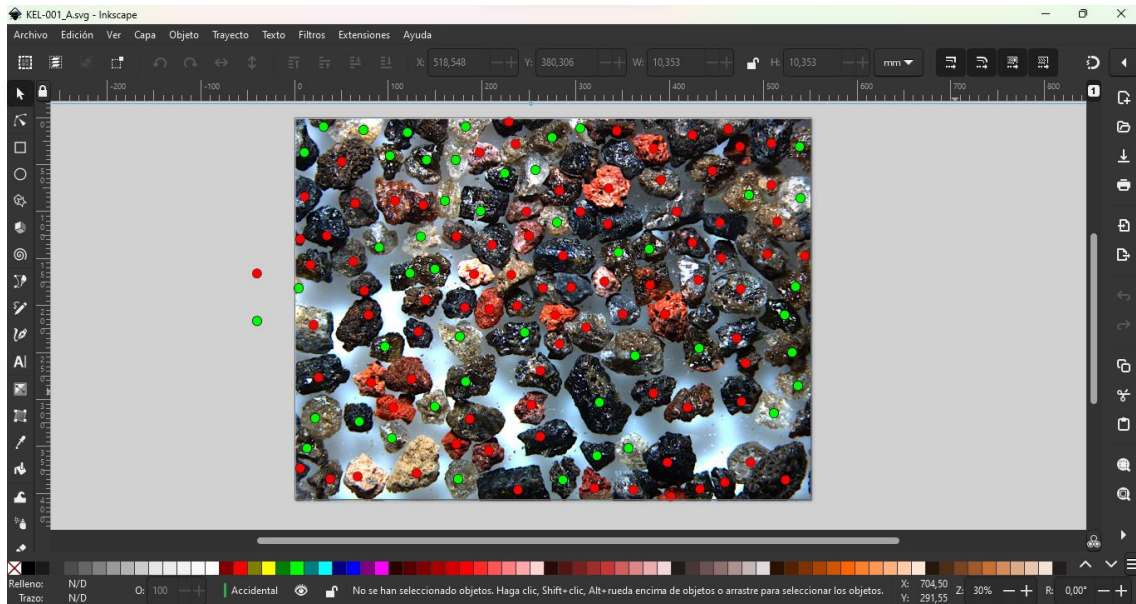 KEL-001_A.svg - Inkscape
Archivo Edición Ver Capa Objeto Trayecto Texto Filtros Extensiones Ayuda
X: 518,548 Y: 380,306 W: 10,353 H: 10,353 mm
-200 -100 0 100 200 300 400 500 600 700 800
1
Relleno: N/D
Trazo: N/D
O: 100
Accidental
No se han seleccionado objetos. Haga clic, Shift+clic, Alt+rueda encima de objetos o arrastre para seleccionar los objetos.
X: 704,50
Y: 291,55
Z: 30%
R: 0,00°